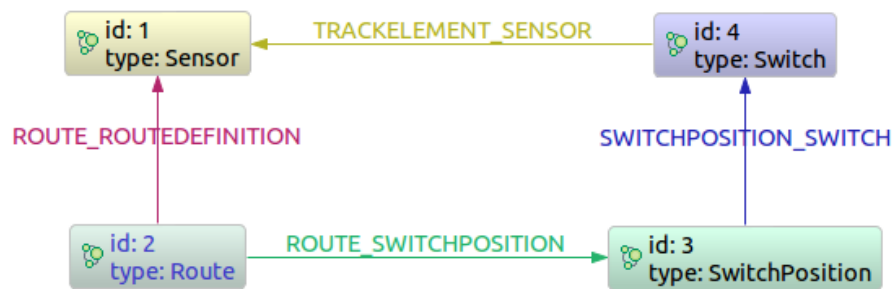 id: 1
type: Sensor
TRACKELEMENT_SENSOR
id: 4
type: Switch
ROUTE_ROUTEDEFINITION
SWITCHPOSITION_SWITCH
id: 2
type: Route
ROUTE_SWITCHPOSITION
id: 3
type: SwitchPosition